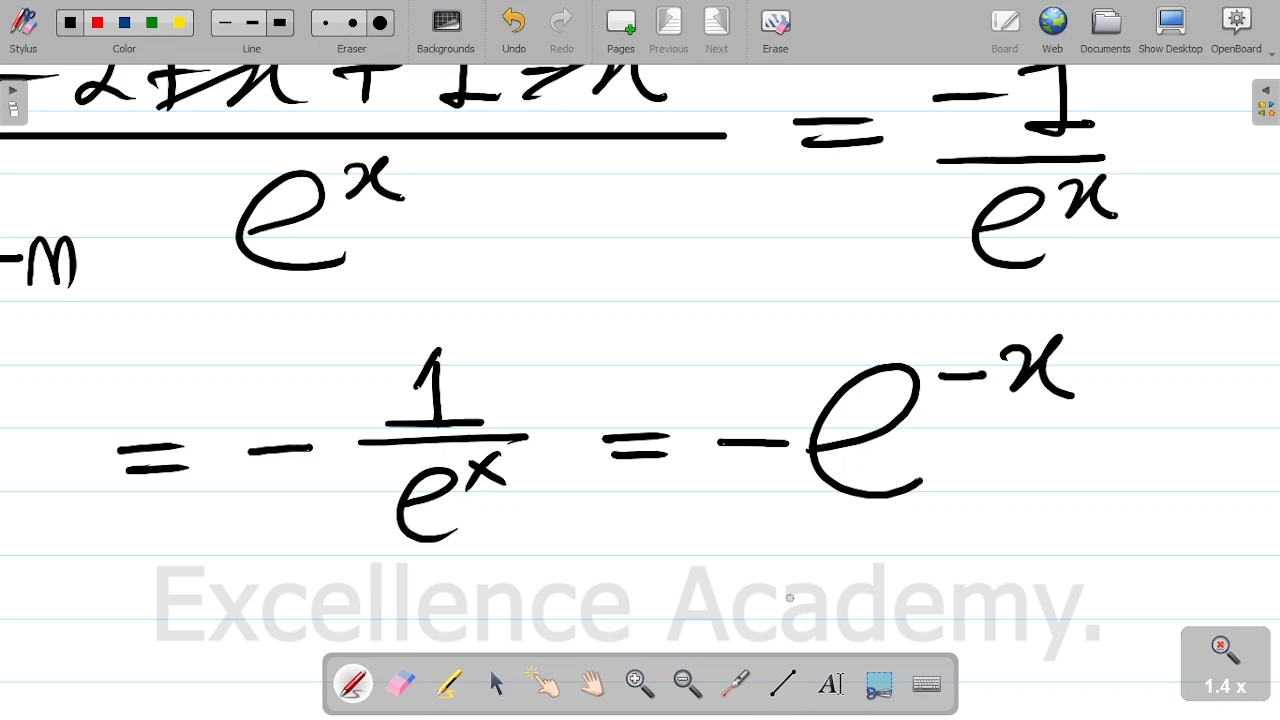 Stylus Color Line Eraser Backgrounds Undo Redo Pages Previous Next Erase Board Web Documents Show Desktop OpenBoard
= -1
e^x = e^x
-m
= - 1/e^x = -e^-x
Excellence Academy.
1.4 x